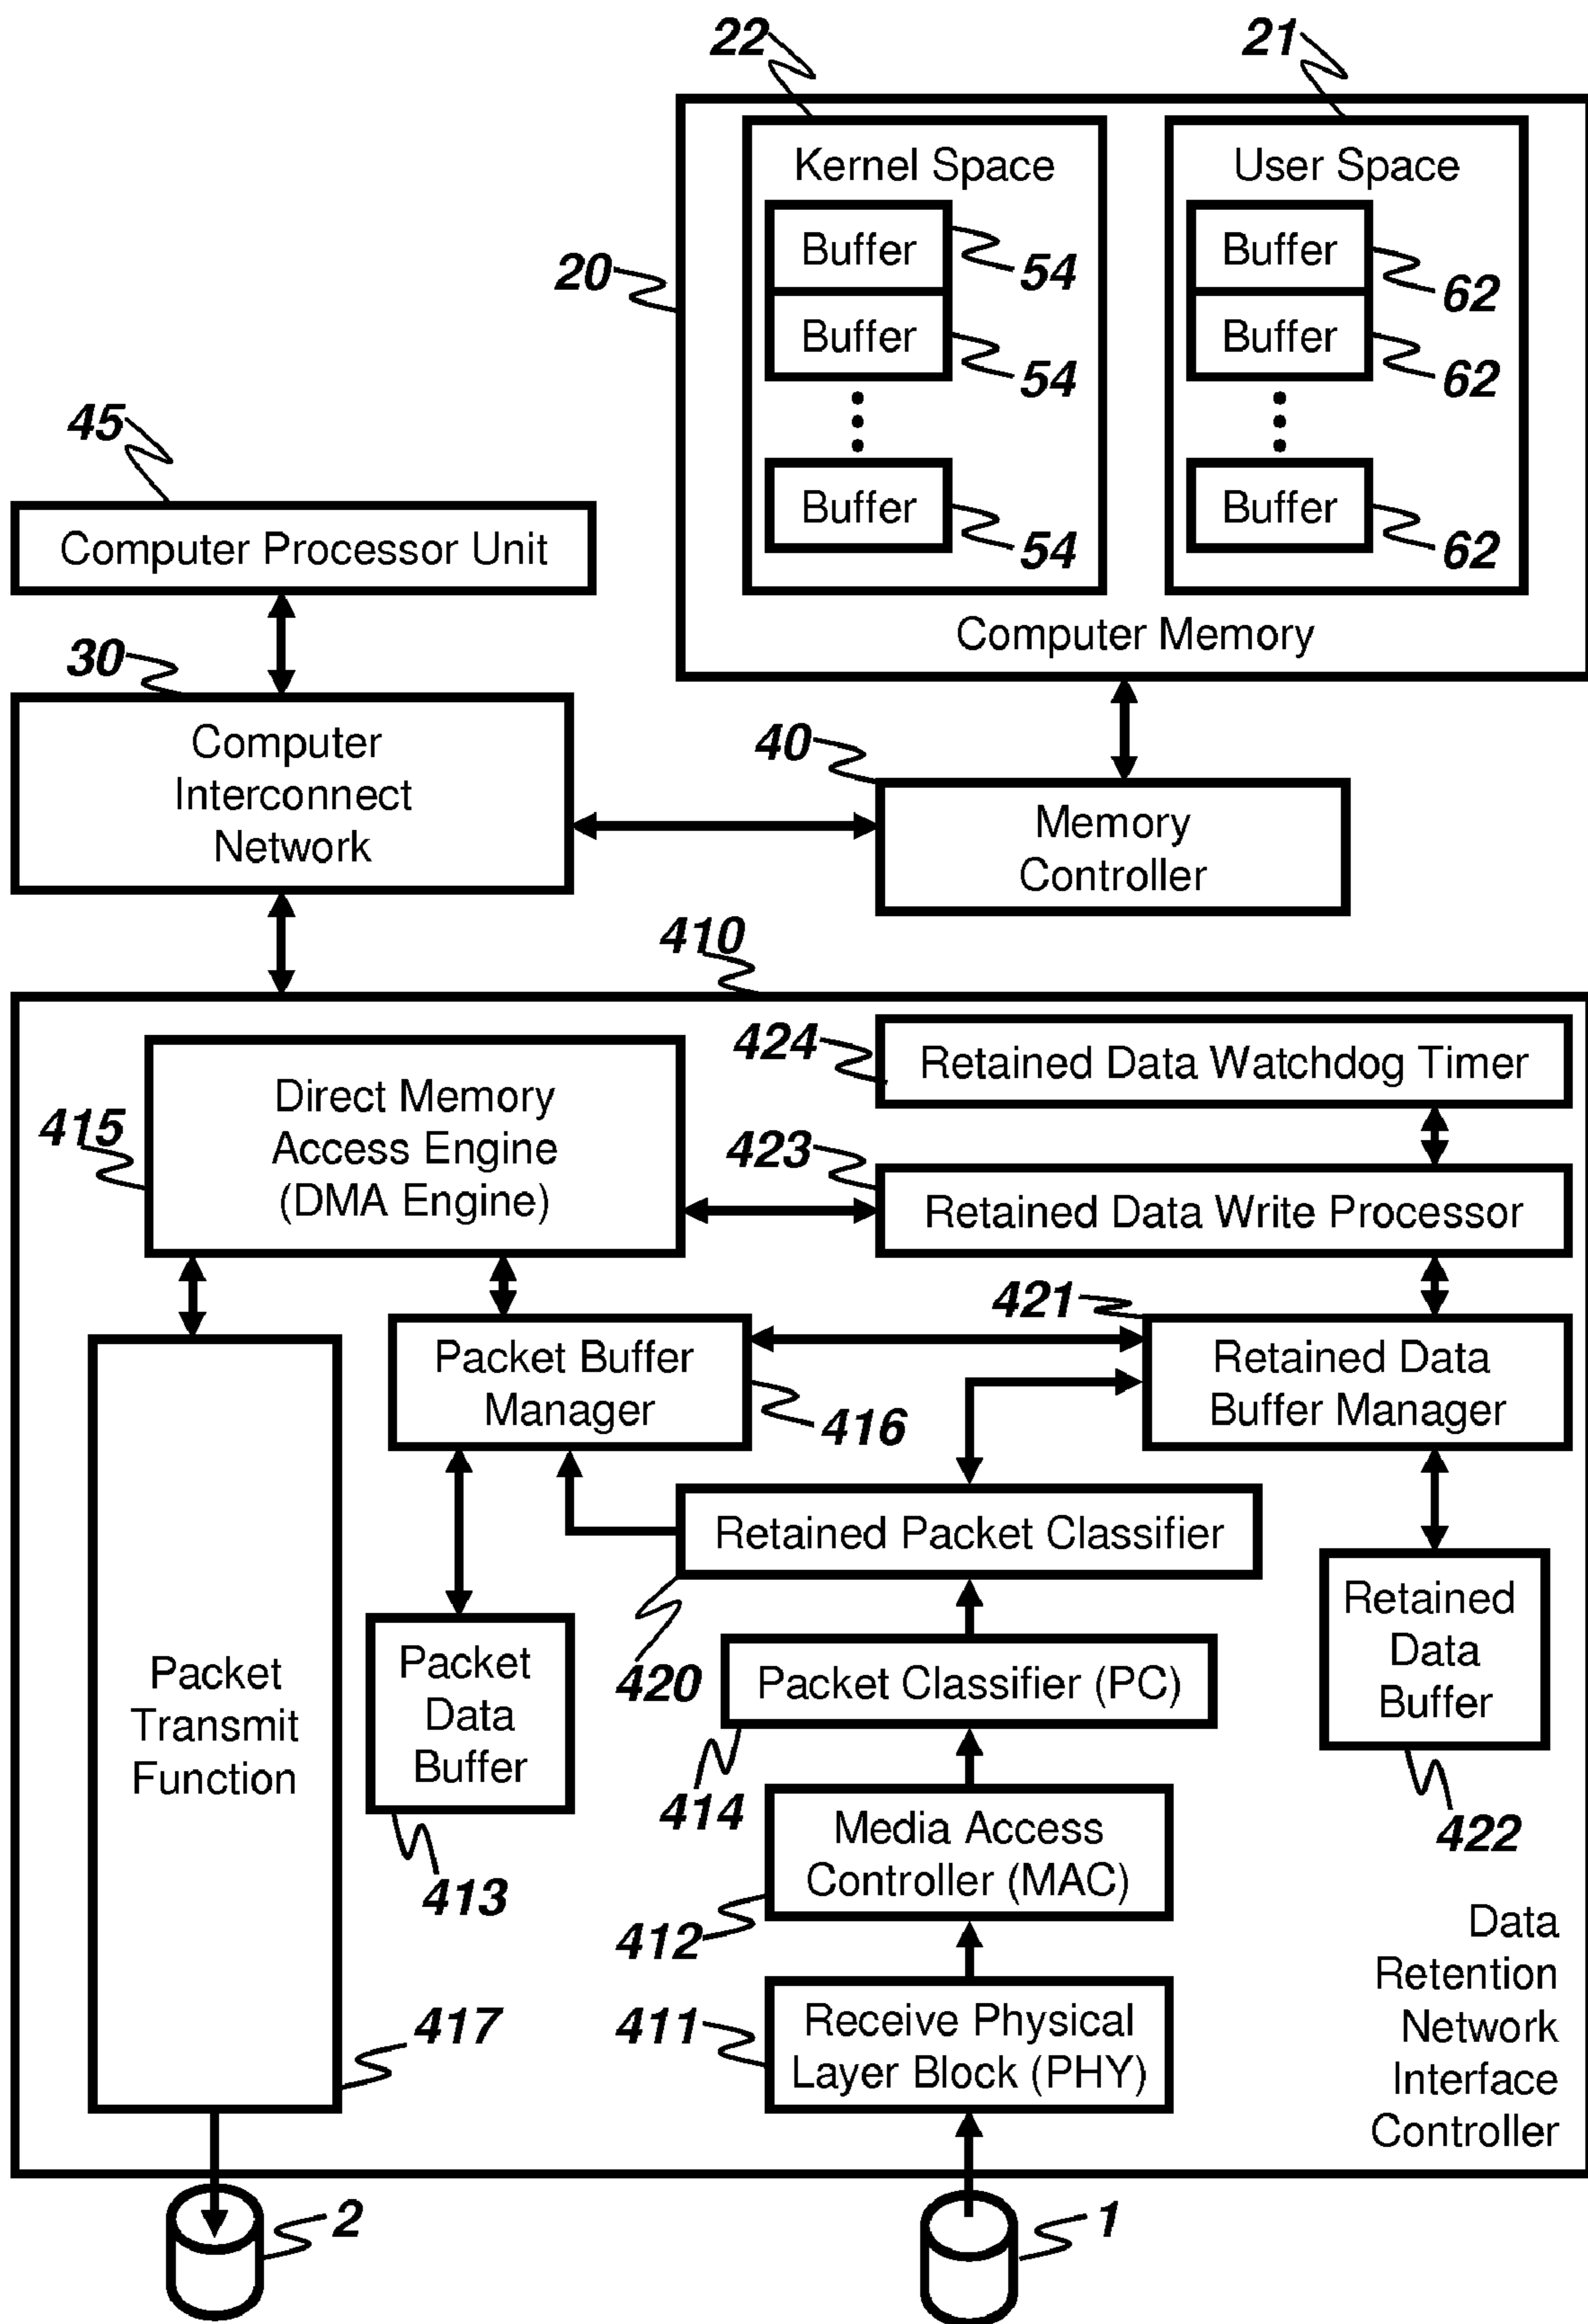 22
21
Kernel Space
User Space
Buffer
54
Buffer
62
20
Buffer
54
Buffer
62
Buffer
54
Buffer
62
Computer Memory
45
Computer Processor Unit
30
Computer
Interconnect
Network
40
Memory
Controller
410
424
Retained Data Watchdog Timer
Direct Memory
Access Engine
(DMA Engine)
415
423
Retained Data Write Processor
421
Packet Buffer
Manager
416
Retained Data
Buffer Manager
Retained Packet Classifier
420
Packet
Data
Buffer
413
Packet Classifier (PC)
414
Retained
Data
Buffer
422
Packet
Transmit
Function
417
Media Access
Controller (MAC)
412
Receive Physical
Layer Block (PHY)
411
Data
Retention
Network
Interface
Controller
2
1